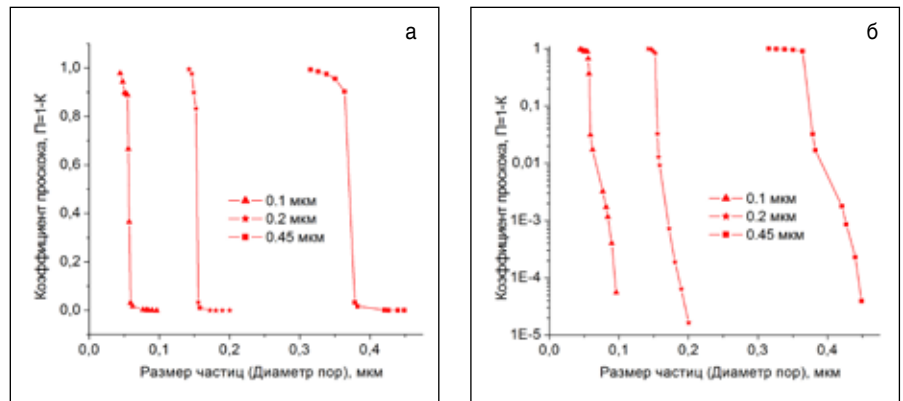 а
Коэффициент проскока, П=1-К
1,0
0,8
0,6
0,4
0,2
0,0
0.1 мкм
0.2 мкм
0.45 мкм
0,0
0,1
0,2
0,3
0,4
Размер частиц (Диаметр пор), мкм
б
Коэффициент проскока, П=1-К
1
0,1
0,01
1E-3
1E-4
1E-5
0.1 мкм
0.2 мкм
0.45 мкм
0,0
0,1
0,2
0,3
0,4
Размер частиц (Диаметр пор), мкм